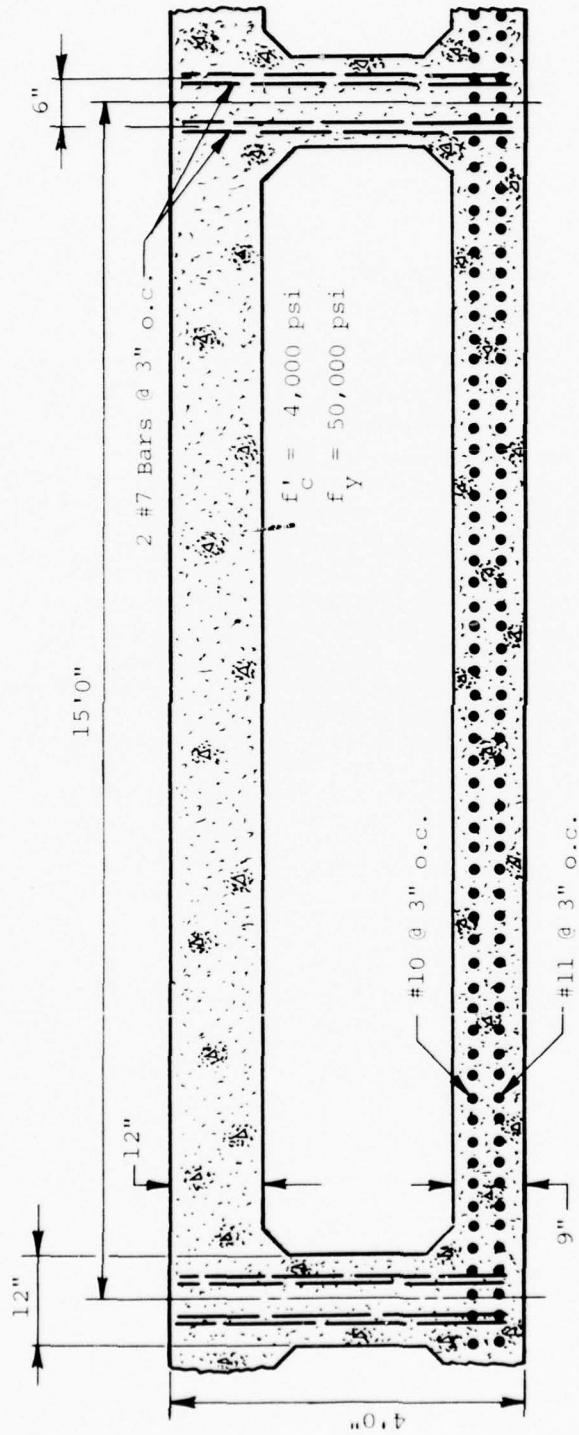 6"
15'0"
2 #7 Bars @ 3" o.c.
f'c = 4,000 psi
fy = 50,000 psi
12"
12"
#10 @ 3" o.c.
#11 @ 3" o.c.
9"
4'0"